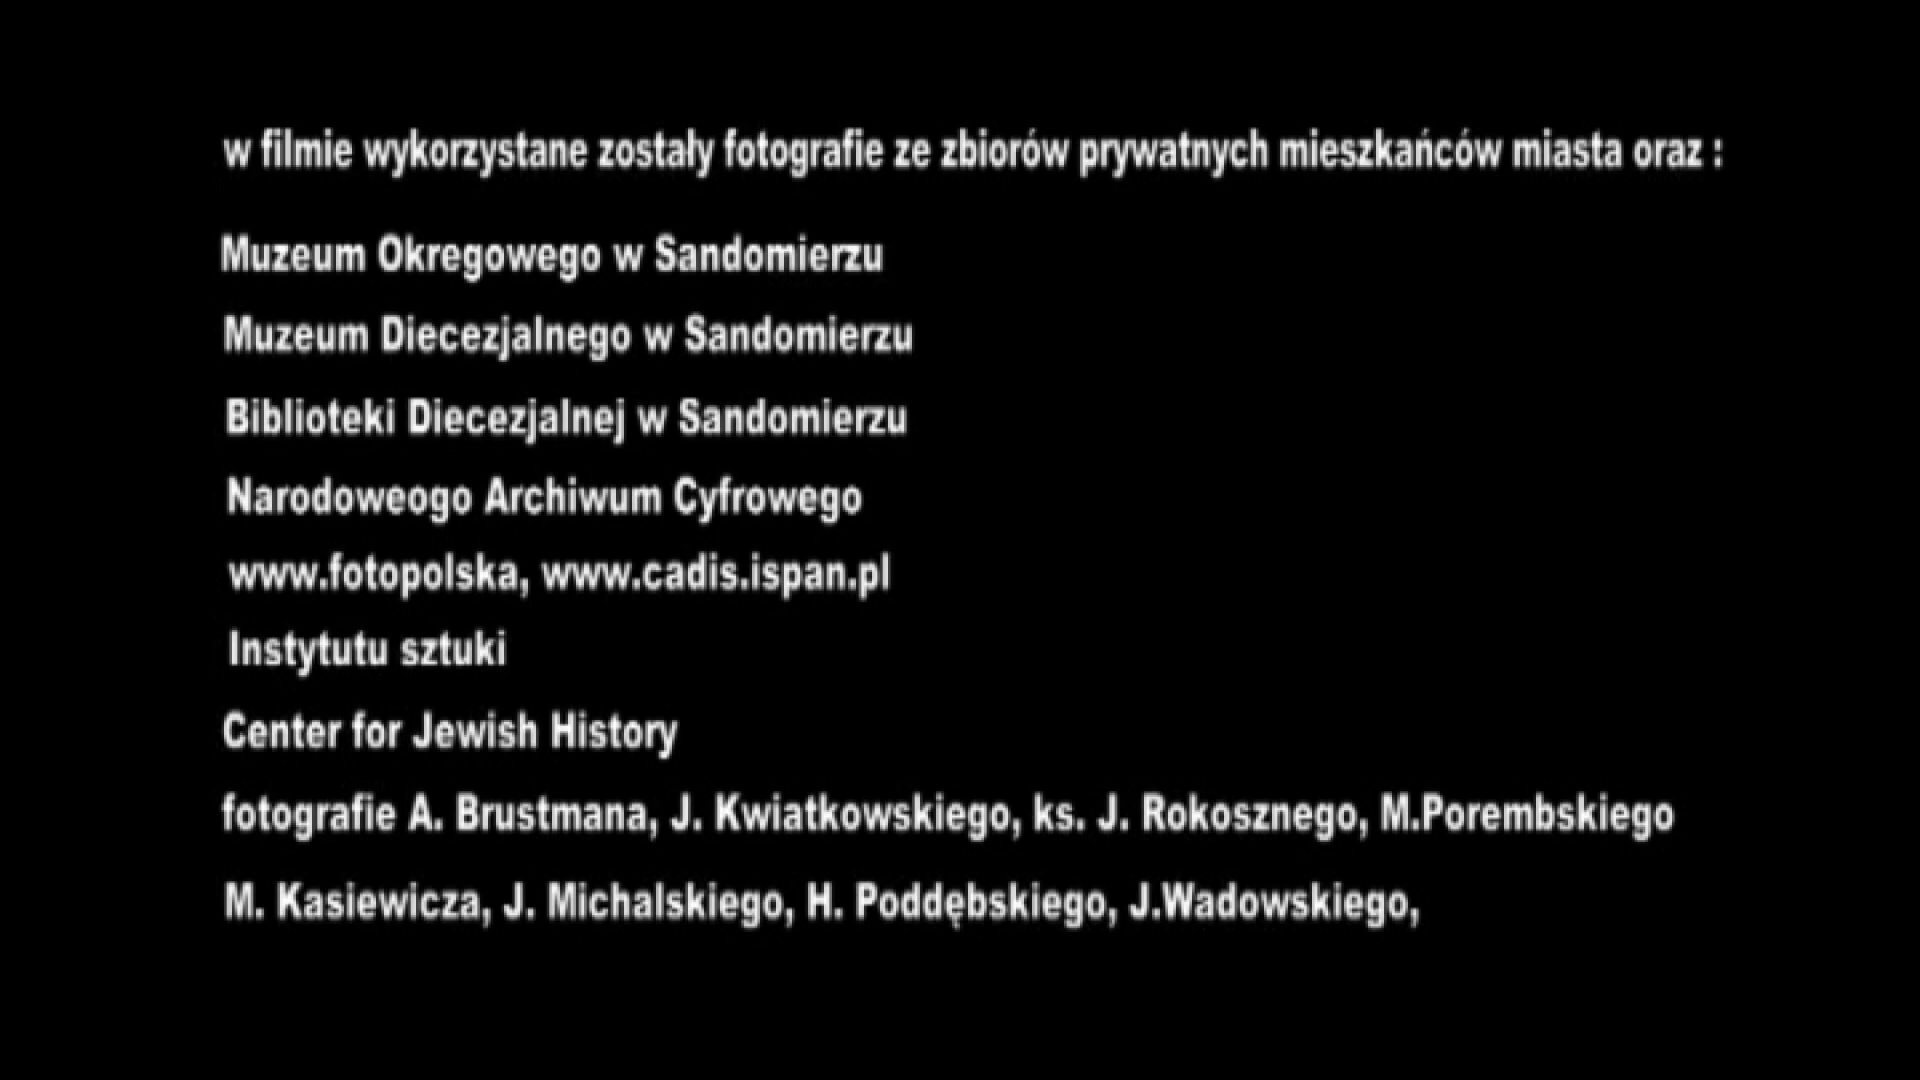 w filmie wykorzystane zostały fotografie ze zbiorów prywatnych mieszkańców miasta oraz :
Muzeum Okregowego w Sandomierzu
Muzeum Diecezjalnego w Sandomierzu
Biblioteki Diecezjalnej w Sandomierzu
Narodoweogo Archiwum Cyfrowego
www.fotopolska, www.cadis.ispan.pl
Instytutu sztuki
Center for Jewish History
fotografie A. Brustmana, J. Kwiatkowskiego, ks. J. Rokosznego, M.Porembskiego
M. Kasiewicza, J. Michalskiego, H. Poddębskiego, J.Wadowskiego,